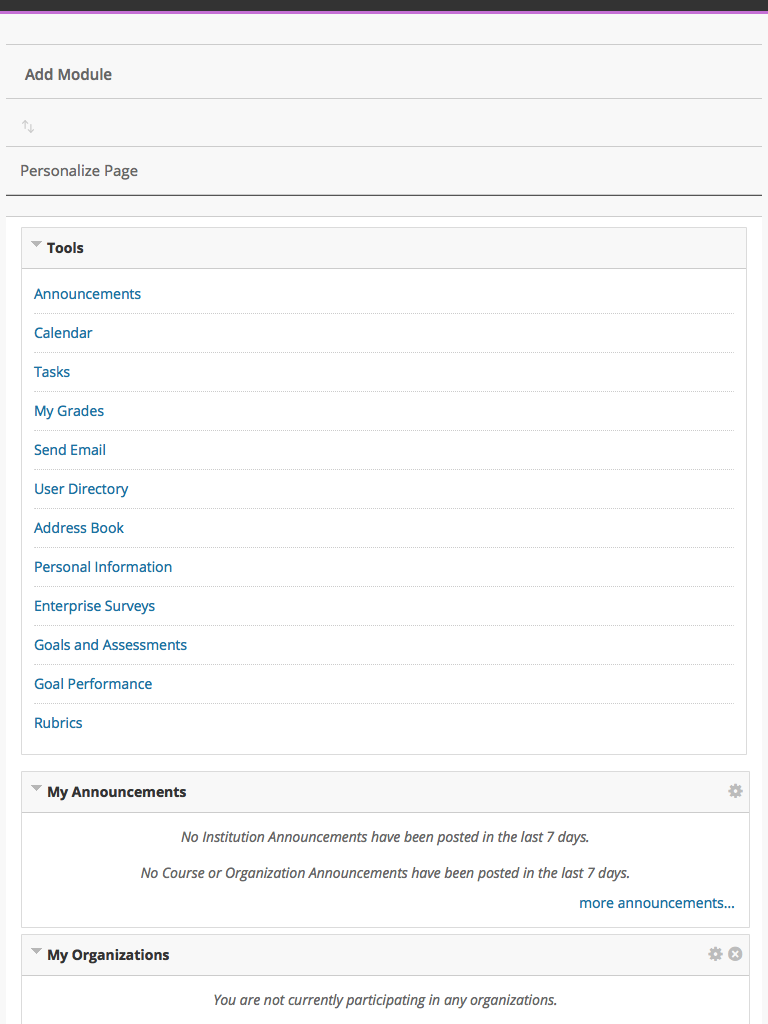 Add Module
Personalize Page
Tools
Announcements
Calendar
Tasks
My Grades
Send Email
User Directory
Address Book
Personal Information
Enterprise Surveys
Goals and Assessments
Goal Performance
Rubrics
My Announcements
No Institution Announcements have been posted in the last 7 days.
No Course or Organization Announcements have been posted in the last 7 days.
more announcements...
My Organizations
You are not currently participating in any organizations.